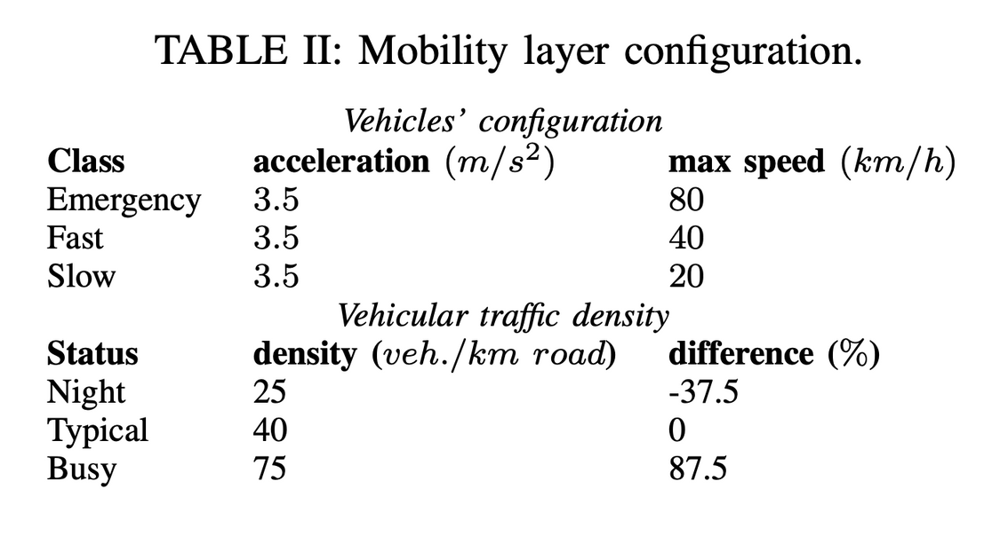 TABLE II: Mobility layer configuration.
Vehicles’ configuration
Class acceleration (m/s²) max speed (km/h)
Emergency 3.5 80
Fast 3.5 40
Slow 3.5 20
Vehicular traffic density
Status density (veh./km road) difference (%)
Night 25 -37.5
Typical 40 0
Busy 75 87.5